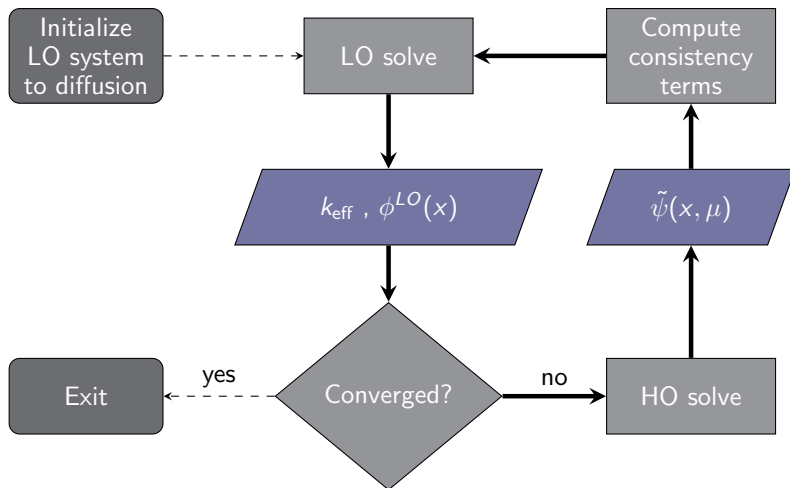 Initialize
LO system
to diffusion
LO solve
Compute
consistency
terms
k_eff , ϕ^LO(x)
ψ̃(x, μ)
Exit
yes
Converged?
no
HO solve